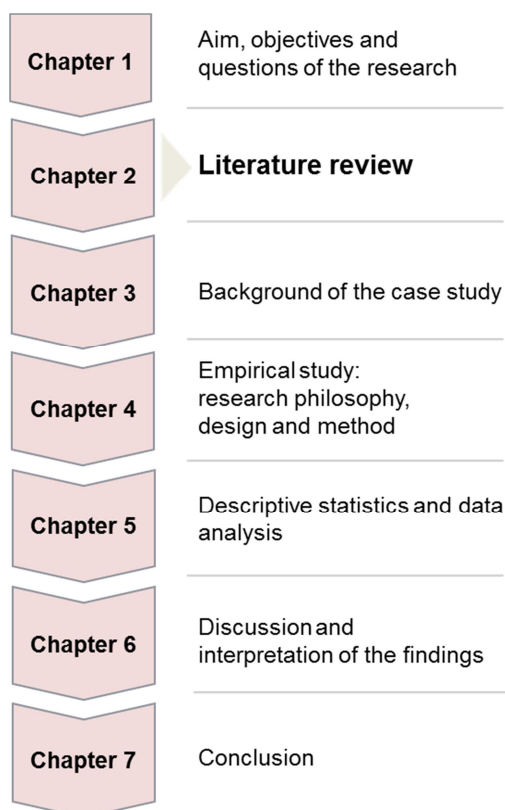 Chapter 1
Aim, objectives and
questions of the research
Chapter 2
Literature review
Chapter 3
Background of the case study
Chapter 4
Empirical study:
research philosophy,
design and method
Chapter 5
Descriptive statistics and data
analysis
Chapter 6
Discussion and
interpretation of the findings
Chapter 7
Conclusion